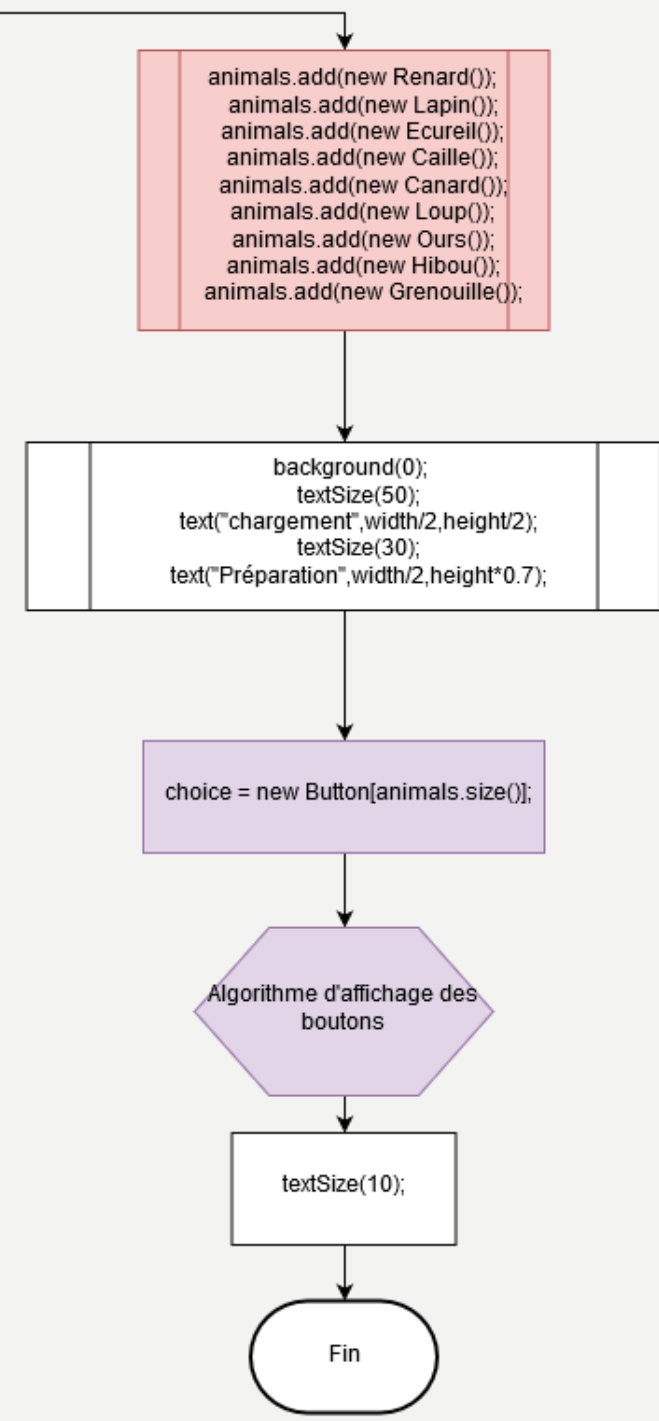 animals.add(new Renard());
animals.add(new Lapin());
animals.add(new Ecureil());
animals.add(new Caille());
animals.add(new Canard());
animals.add(new Loup());
animals.add(new Ours());
animals.add(new Hibou());
animals.add(new Grenouille());
background(0);
textSize(50);
text("chargement",width/2,height/2);
textSize(30);
text("Préparation",width/2,height*0.7);
choice = new Button[animals.size()];
Algorithme d'affichage des
boutons
textSize(10);
Fin